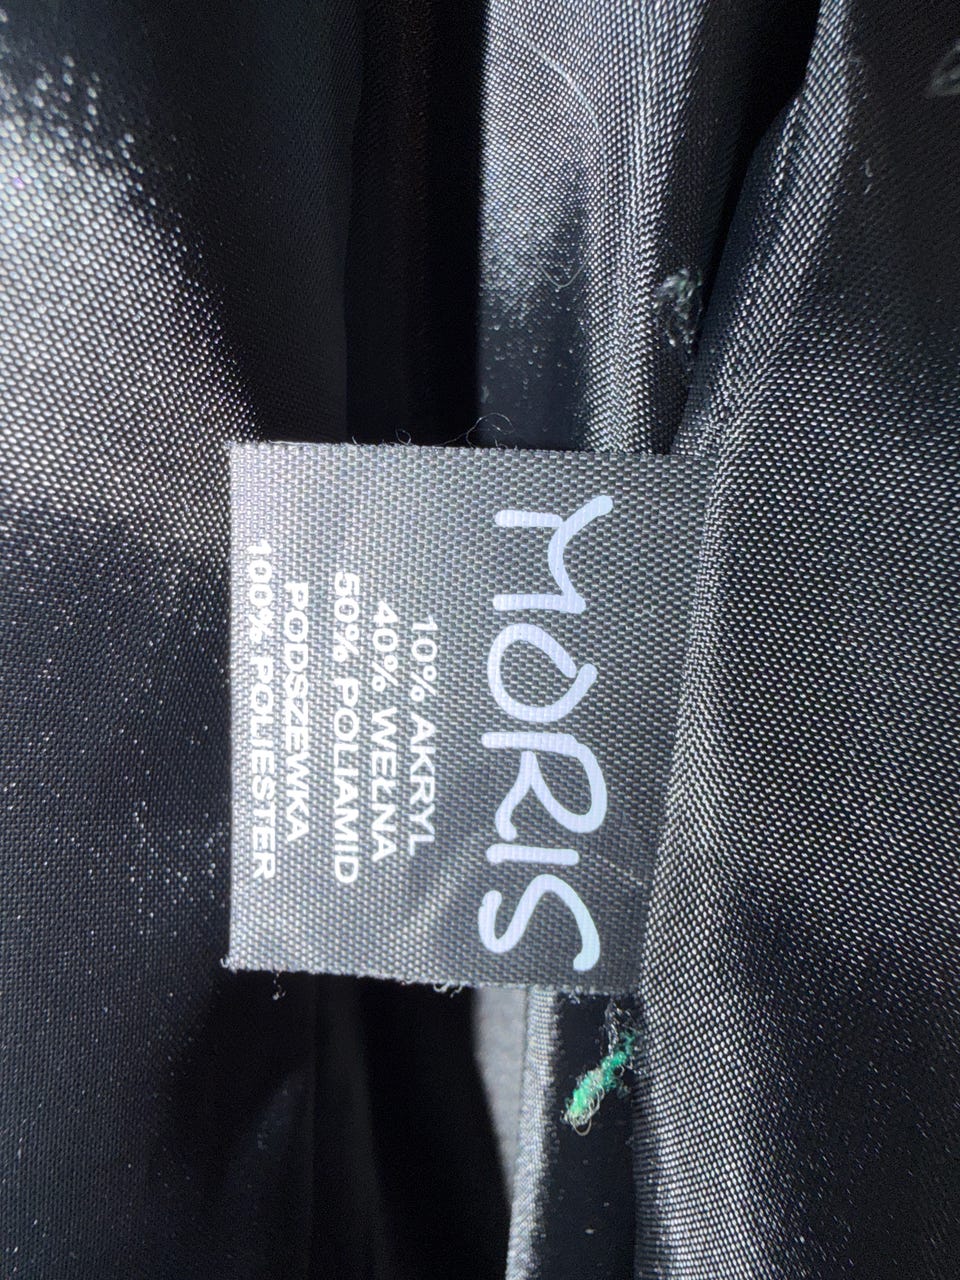 MORIS
10% AKRYL
40% WEŁNA
50% POLIAMID
PODSZEWKA
100% POLIESTER